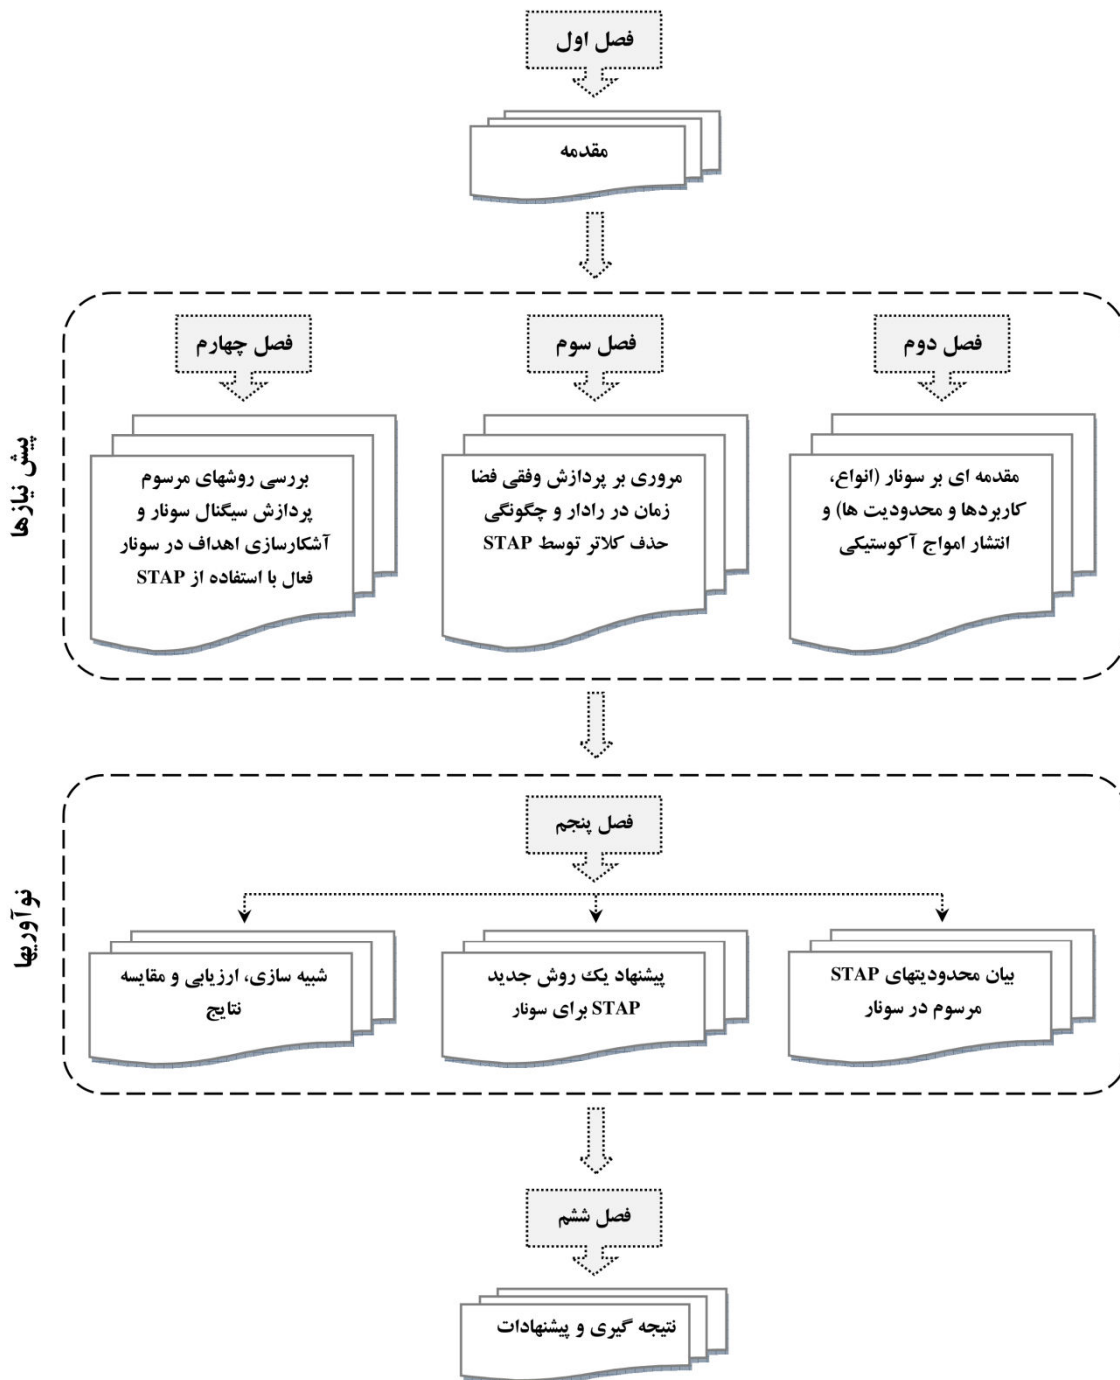 فصل اول
مقدمه
پیش نیازها
فصل دوم
مقدمه ای بر سونار (انواع،
کاربردها و محدودیت ها) و
انتشار امواج آکوستیکی
فصل سوم
مروری بر پردازش وفقی فضا
زمان در رادار و چگونگی
حذف کلاتر توسط STAP
فصل چهارم
بررسی روشهای مرسوم
پردازش سیگنال سونار و
آشکارسازی اهداف در سونار
فعال با استفاده از STAP
نوآوریها
فصل پنجم
بیان محدودیتهای STAP
مرسوم در سونار
پیشنهاد یک روش جدید
STAP برای سونار
شبیه سازی، ارزیابی و مقایسه
نتایج
فصل ششم
نتیجه گیری و پیشنهادات